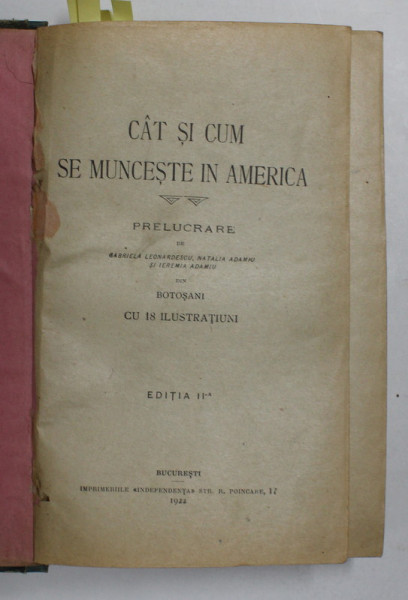 CÂT ȘI CUM
SE MUNCEȘTE IN AMERICA
PRELUCRARE
DE
GABRIELA LEONARDESCU, NATALIA ADAMIU
ȘI IEREMIA ADAMIU
DIN
BOTOȘANI
CU 18 ILUSTRAȚIUNI
EDIȚIA II-a
BUCUREȘTI
IMPRIMERIILE «INDEPENDENȚA» STR. R. POINCARE, 17
1922